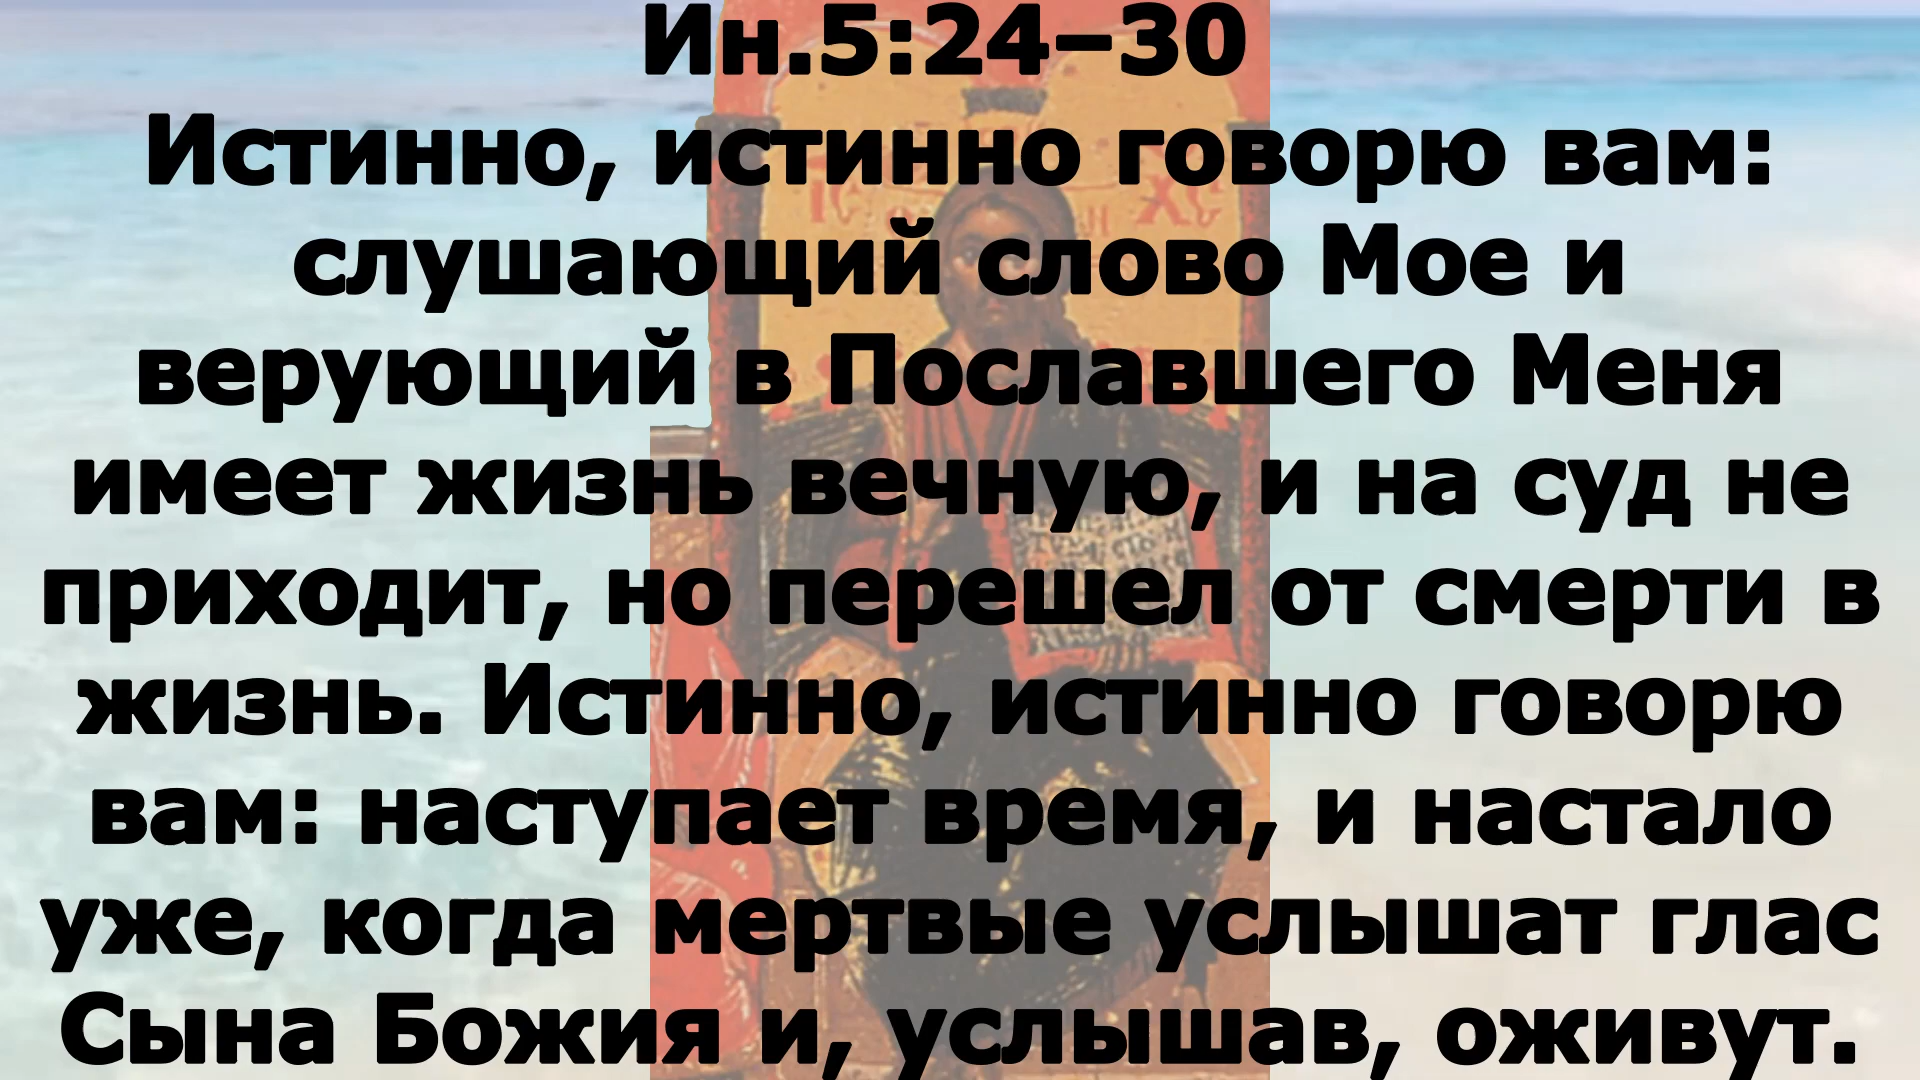 Ин.5:24–30
Истинно, истинно говорю вам:
слушающий слово Мое и
верующий в Пославшего Меня
имеет жизнь вечную, и на суд не
приходит, но перешел от смерти в
жизнь. Истинно, истинно говорю
вам: наступает время, и настало
уже, когда мертвые услышат глас
Сына Божия и, услышав, оживут.